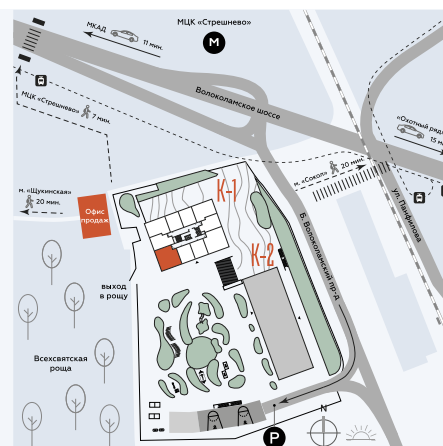 МЦК «Стрешнево»
М
МКАД
11 мин.
Волоколамское шоссе
МЦК «Стрешнево»
7 мин.
«Охотный ряд
15 м
м. «Щукинская»
20 мин.
Офис
продаж
К-1
К-2
м. «Сокол»
20 мин.
ул. Панфилова
Б. Волоколамский пр-д
выход
в рощу
Всехсвятская
роща
N
P